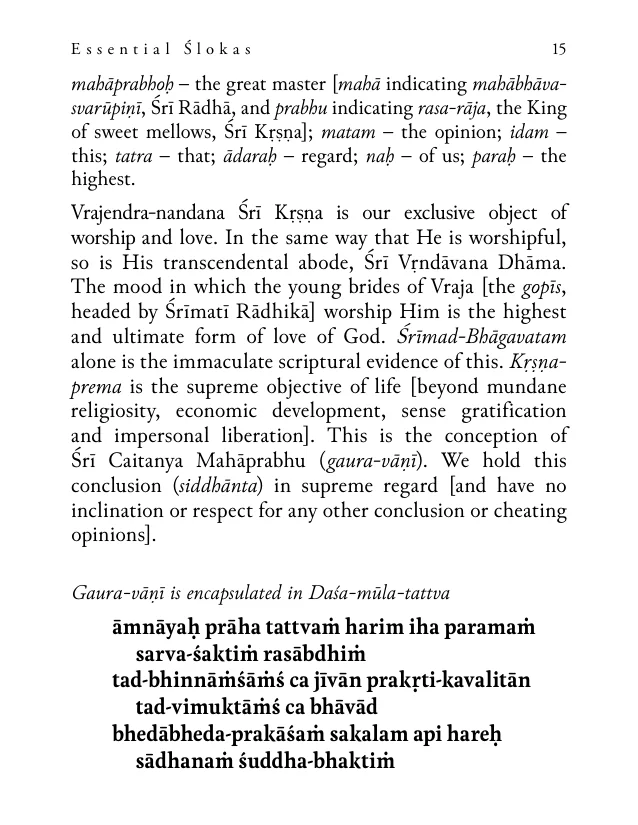 Essential Ślokas 15
mahāprabhoḥ – the great master [mahā indicating mahābhāva-
svarūpiṇī, Śrī Rādhā, and prabhu indicating rasa-rāja, the King
of sweet mellows, Śrī Kṛṣṇa]; matam – the opinion; idam –
this; tatra – that; ādaraḥ – regard; naḥ – of us; paraḥ – the
highest.
Vrajendra-nandana Śrī Kṛṣṇa is our exclusive object of
worship and love. In the same way that He is worshipful,
so is His transcendental abode, Śrī Vṛndāvana Dhāma.
The mood in which the young brides of Vraja [the gopīs,
headed by Śrīmatī Rādhikā] worship Him is the highest
and ultimate form of love of God. Śrīmad-Bhāgavatam
alone is the immaculate scriptural evidence of this. Kṛṣṇa-
prema is the supreme objective of life [beyond mundane
religiosity, economic development, sense gratification
and impersonal liberation]. This is the conception of
Śrī Caitanya Mahāprabhu (gaura-vāṇī). We hold this
conclusion (siddhānta) in supreme regard [and have no
inclination or respect for any other conclusion or cheating
opinions].
Gaura-vāṇī is encapsulated in Daśa-mūla-tattva
āmnāyaḥ prāha tattvaṁ harim iha paramaṁ
sarva-śaktiṁ rasābdhiṁ
tad-bhinnāṁśāṁś ca jīvān prakṛti-kavalitān
tad-vimuktāṁś ca bhāvād
bhedābheda-prakāśaṁ sakalam api hareḥ
sādhanaṁ śuddha-bhaktiṁ